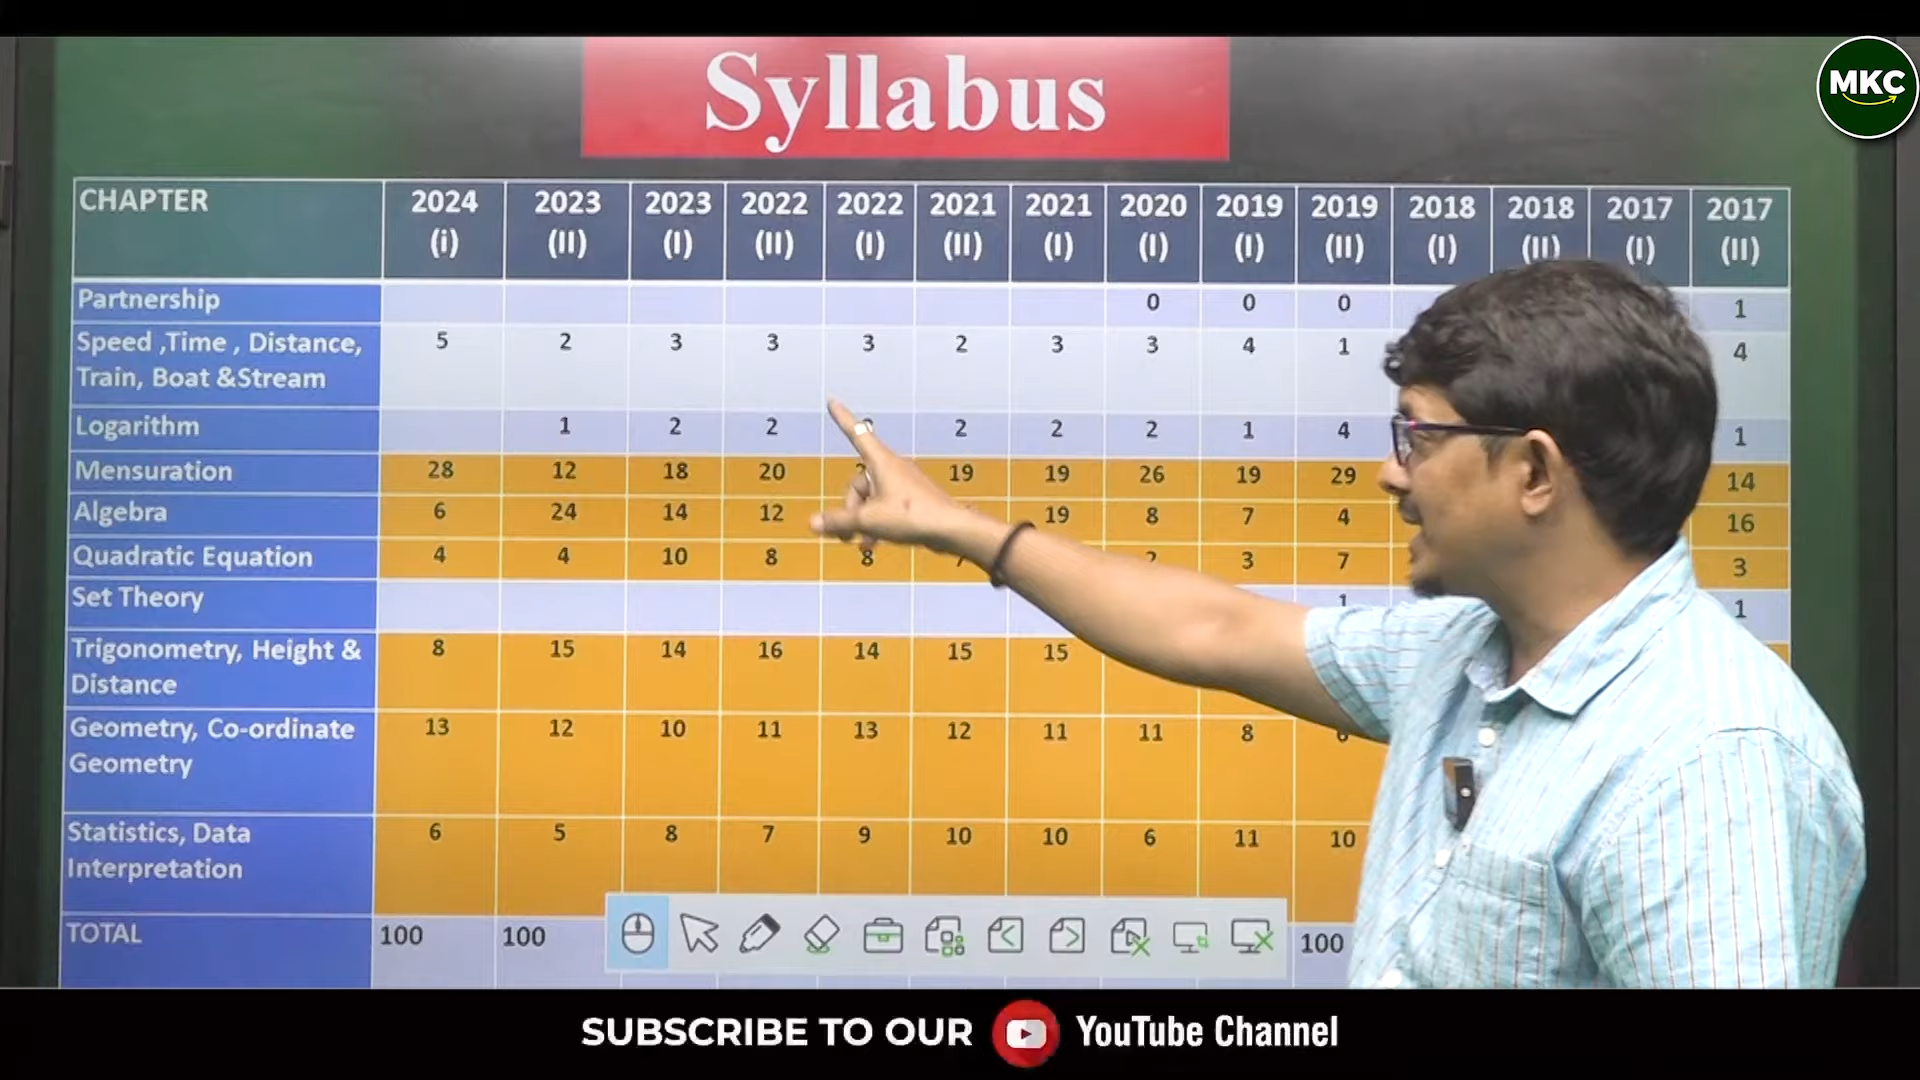 MKC
Syllabus
CHAPTER 2024 (i) 2023 (II) 2023 (I) 2022 (II) 2022 (I) 2021 (II) 2021 (I) 2020 (I) 2019 (I) 2019 (II) 2018 (I) 2018 (II) 2017 (I) 2017 (II)
Partnership 0 0 0 1
Speed ,Time , Distance, 5 2 3 3 3 2 3 3 4 1 4
Train, Boat &Stream
Logarithm 1 2 2 2 2 2 1 4 1
Mensuration 28 12 18 20 19 19 26 19 29 14
Algebra 6 24 14 12 19 8 7 4 16
Quadratic Equation 4 4 10 8 8 3 7 3
Set Theory 1 1
Trigonometry, Height & 8 15 14 16 14 15 15
Distance
Geometry, Co-ordinate 13 12 10 11 13 12 11 11 8
Geometry
Statistics, Data 6 5 8 7 9 10 10 6 11 10
Interpretation
TOTAL 100 100 100
SUBSCRIBE TO OUR YouTube Channel